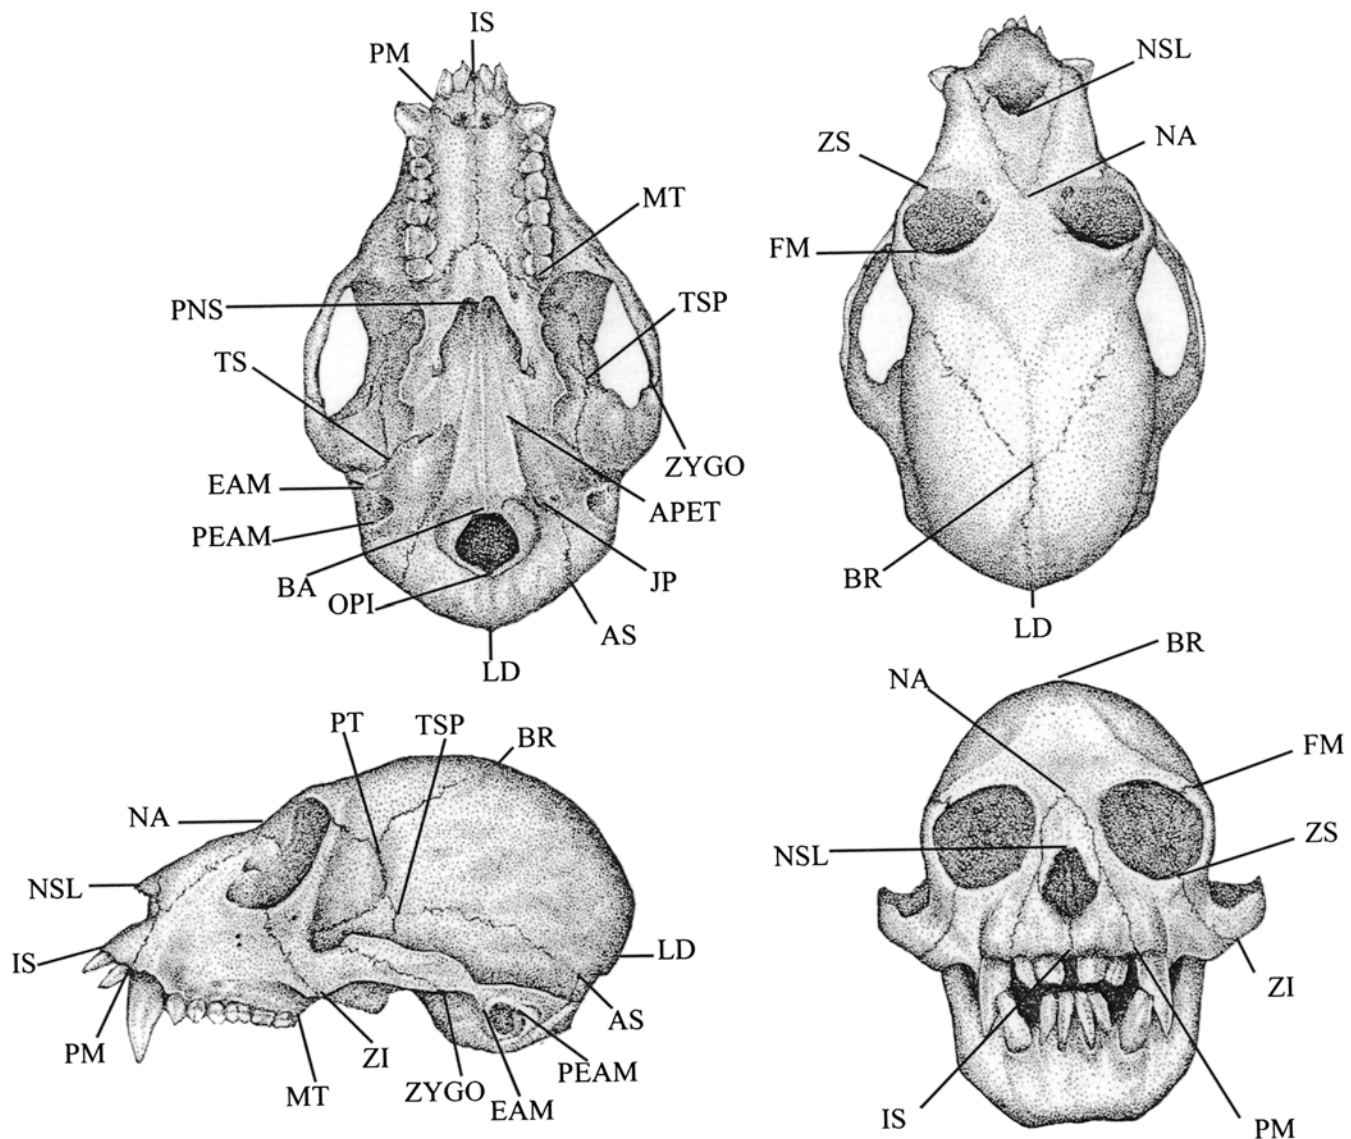 IS
PM
MT
PNS
TSP
TS
ZYGO
EAM
APET
PEAM
BA
JP
OPI
AS
LD
NSL
ZS
NA
FM
BR
LD
PT
TSP
BR
NA
NSL
IS
LD
AS
PM
ZI
MT
ZYGO
PEAM
EAM
BR
NA
FM
NSL
ZS
ZI
IS
PM